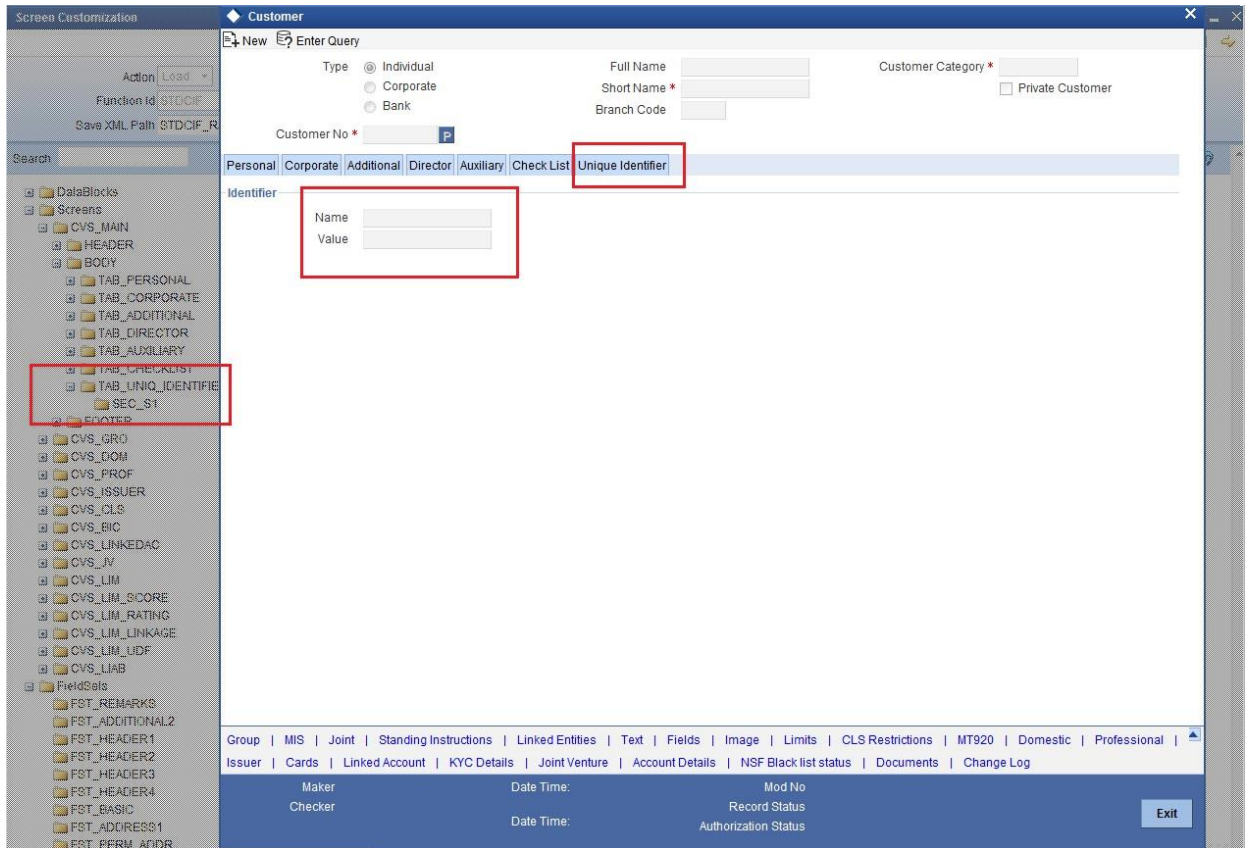 Screen Customization
Customer
New Enter Query
Action Load
Function Id STDCIF
Save XML Path STDCIF_R
Search
DataBlocks
Screens
CVS_MAIN
HEADER
BODY
TAB_PERSONAL
TAB_CORPORATE
TAB_ADDITIONAL
TAB_DIRECTOR
TAB_AUXILIARY
TAB_CHECKLIST
TAB_UNIQ_IDENTIFIE
SEC_S1
FOOTER
CVS_GRO
CVS_DOM
CVS_PROF
CVS_ISSUER
CVS_CLS
CVS_BIC
CVS_LINKEDAC
CVS_JV
CVS_LIM
CVS_LIM_SCORE
CVS_LIM_RATING
CVS_LIM_LINKAGE
CVS_LIM_UDF
CVS_LIAB
FieldSets
FST_REMARKS
FST_ADDITIONAL2
FST_HEADER1
FST_HEADER2
FST_HEADER3
FST_HEADER4
FST_BASIC
FST_ADDRESS1
FST_PERM_ADDR
Type Individual Full Name Customer Category *
Corporate Short Name * Private Customer
Bank Branch Code
Customer No * P
Personal Corporate Additional Director Auxiliary Check List Unique Identifier
Identifier
Name
Value
Group | MIS | Joint | Standing Instructions | Linked Entities | Text | Fields | Image | Limits | CLS Restrictions | MT920 | Domestic | Professional |
Issuer | Cards | Linked Account | KYC Details | Joint Venture | Account Details | NSF Black list status | Documents | Change Log
Maker Date Time: Mod No
Checker Record Status
Date Time: Authorization Status
Exit